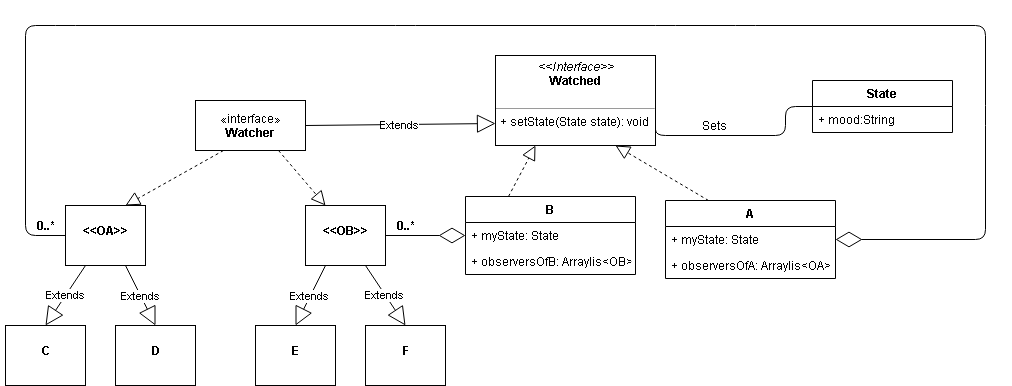 <<Interface>>
Watched
+ setState(State state): void
State
+ mood:String
«interface»
Watcher
Extends
Sets
<<OA>>
0..*
<<OB>>
0..*
B
+ myState: State
+ observersOfB: Arraylis<OB>
A
+ myState: State
+ observersOfA: Arraylis<OA>
Extends
Extends
Extends
Extends
C
D
E
F